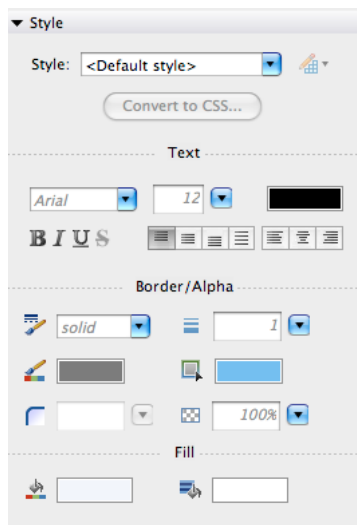 Style
Style: <Default style>
Convert to CSS...
Text
Arial 12
B I U S
Border/Alpha
solid 1
100%
Fill